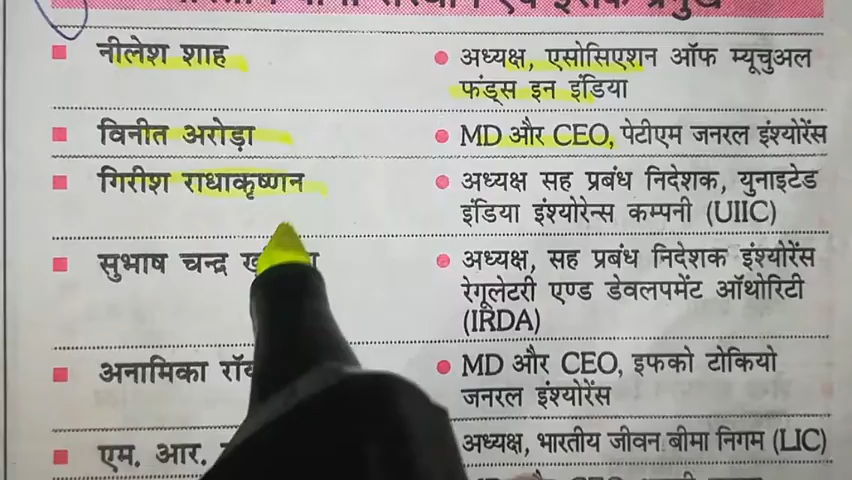 नीलेश शाह
अध्यक्ष, एसोसिएशन ऑफ म्यूचुअल
फंड्स इन इंडिया
विनीत अरोड़ा
MD और CEO, पेटीएम जनरल इंश्योरेंस
गिरीश राधाकृष्णन
अध्यक्ष सह प्रबंध निदेशक, युनाइटेड
इंडिया इंश्योरेन्स कम्पनी (UIIC)
सुभाष चन्द्र
अध्यक्ष, सह प्रबंध निदेशक इंश्योरेंस
रेगूलेटरी एण्ड डेवलपमेंट ऑथोरिटी
(IRDA)
अनामिका
MD और CEO, इफको टोकियो
जनरल इंश्योरेंस
एम. आर.
अध्यक्ष, भारतीय जीवन बीमा निगम (LIC)